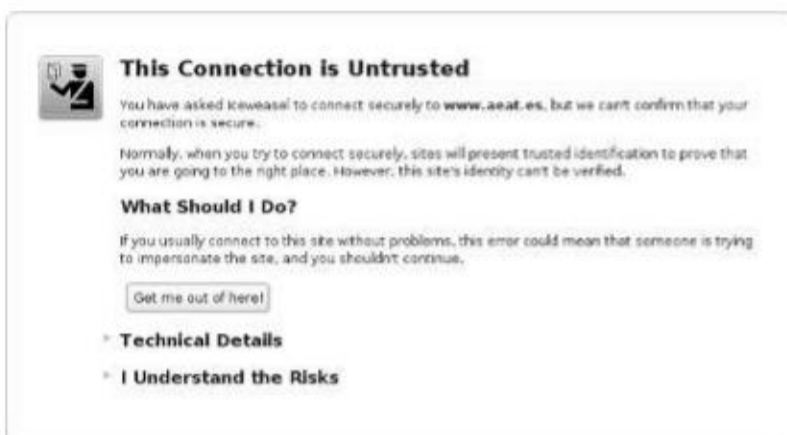 This Connection is Untrusted
You have asked Iceweasel to connect securely to www.aeat.es, but we can't confirm that your
connection is secure.
Normally, when you try to connect securely, sites will present trusted identification to prove that
you are going to the right place. However, this site's identity can't be verified.
What Should I Do?
If you usually connect to this site without problems, this error could mean that someone is trying
to impersonate the site, and you shouldn't continue.
Get me out of here!
Technical Details
I Understand the Risks